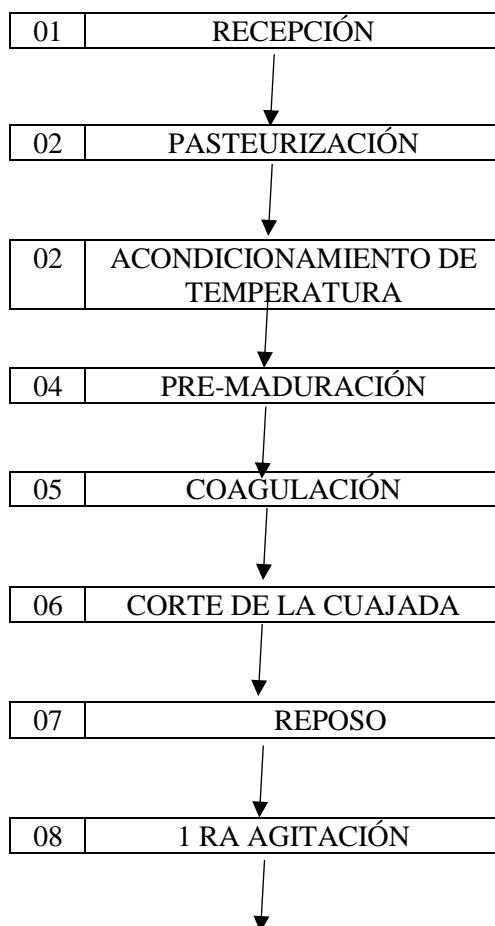 01 RECEPCIÓN
02 PASTEURIZACIÓN
02 ACONDICIONAMIENTO DE
TEMPERATURA
04 PRE-MADURACIÓN
05 COAGULACIÓN
06 CORTE DE LA CUAJADA
07 REPOSO
08 1 RA AGITACIÓN